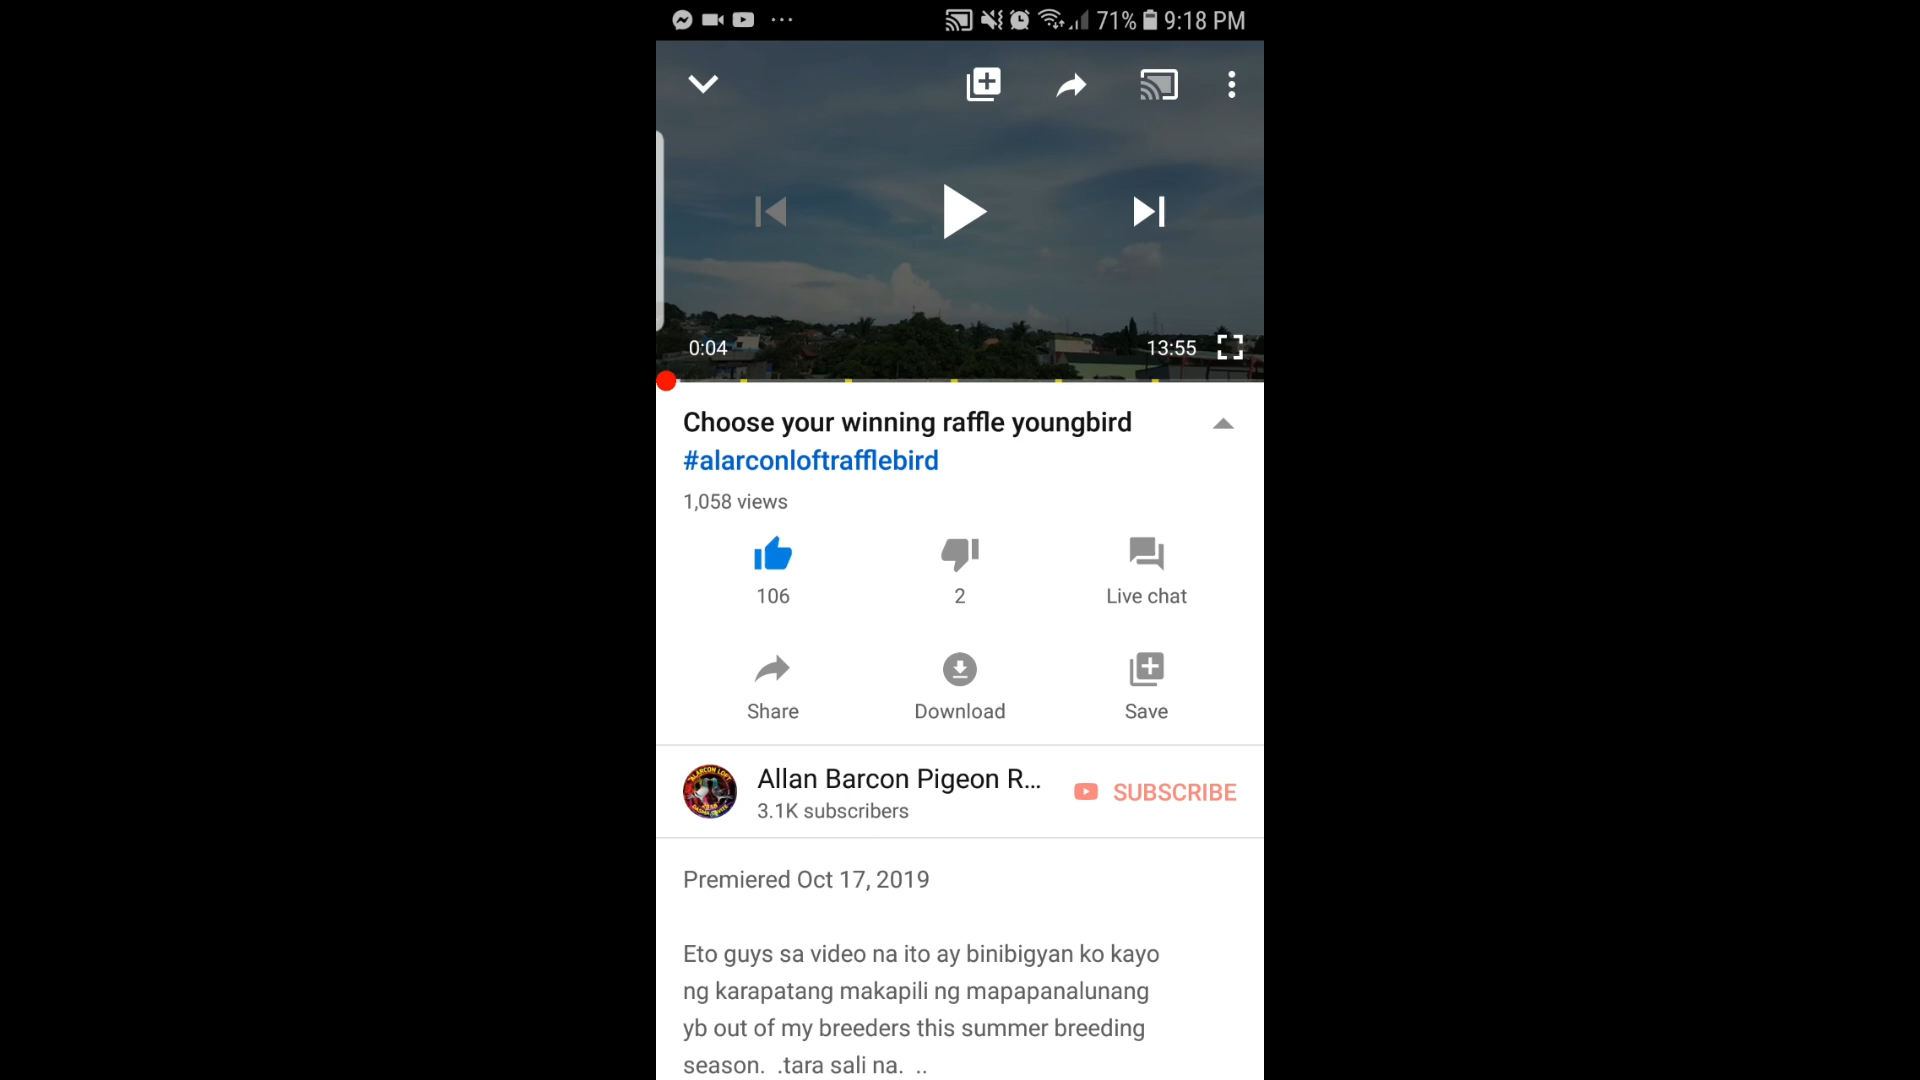 71% 9:18 PM
0:04 13:55
Choose your winning raffle youngbird
#alarconloftrafflebird
1,058 views
106 2 Live chat
Share Download Save
Allan Barcon Pigeon R... SUBSCRIBE
3.1K subscribers
Premiered Oct 17, 2019
Eto guys sa video na ito ay binibigyan ko kayo
ng karapatang makapili ng mapapanalunang
yb out of my breeders this summer breeding
season. .tara sali na. ..